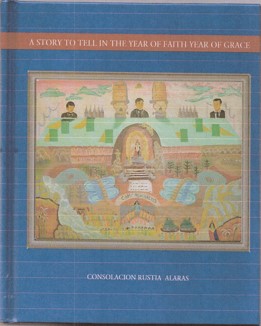 A STORY TO TELL IN THE YEAR OF FAITH YEAR OF GRACE
CONSOLACION RUSTIA ALARAS